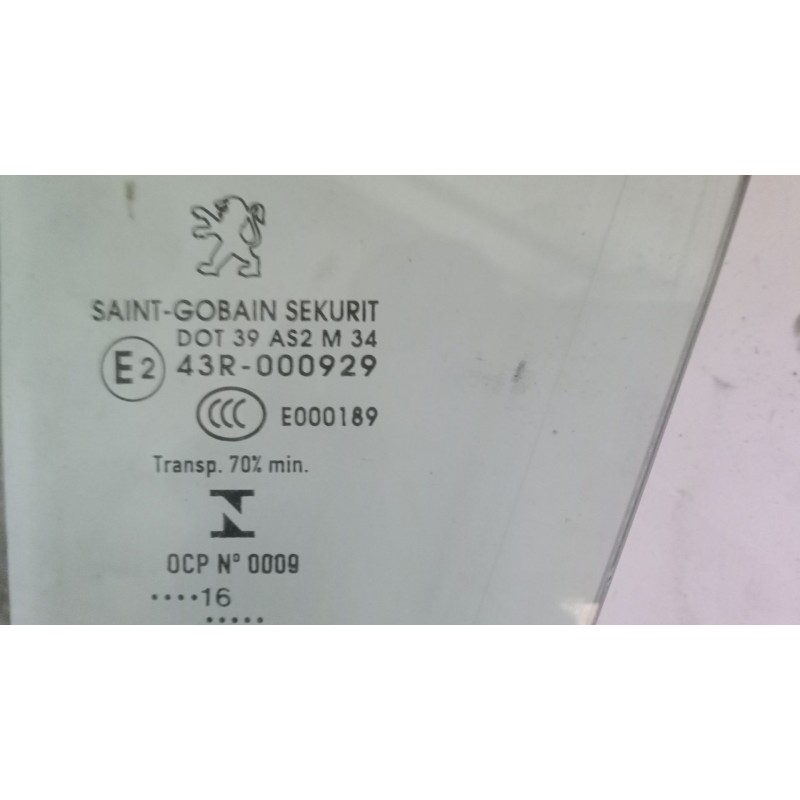 SAINT-GOBAIN SEKURIT
DOT 39 AS2 M 34
E2 43R-000929
CCC E000189
Transp. 70% min.
N
OCP N° 0009
....16
.....